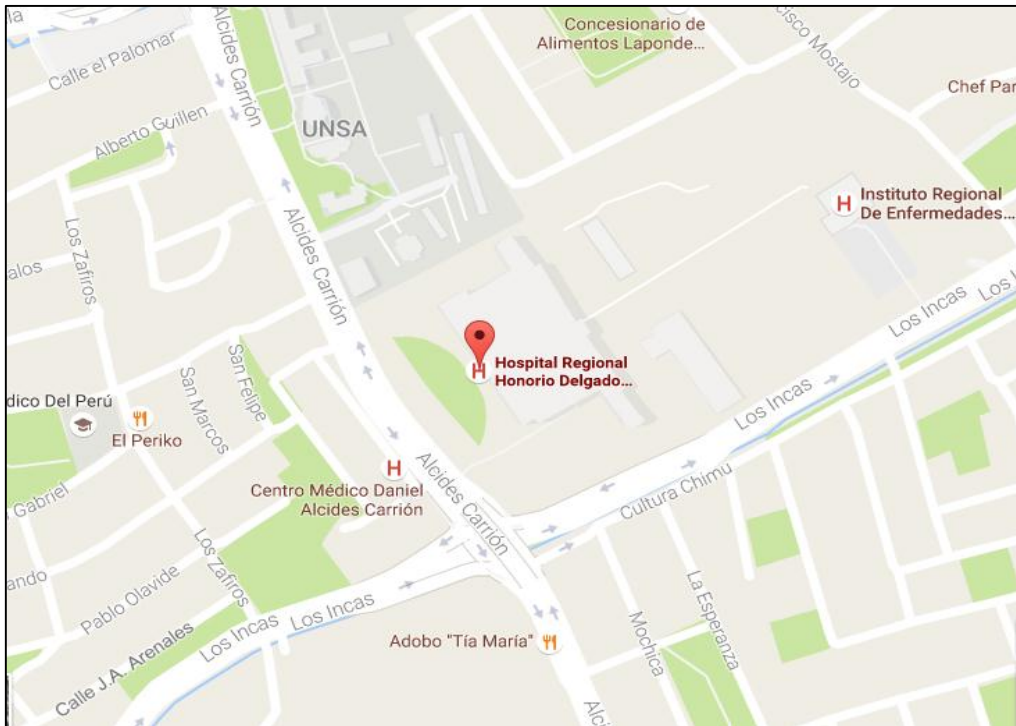 la
Concesionario de
Alimentos Laponde...
cisco Mostajo
Alcides Carrión
Calle el Palomar
Chef Par
Alberto Guillen
UNSA
Instituto Regional
De Enfermedades...
Los Zafiros
Alcides Carrión
alos
Los Incas
Los I
Hospital Regional
Honorio Delgado...
San Felipe
San Marcos
dico Del Perú
El Periko
Los Incas
Alcides Carrión
Centro Médico Daniel
Alcides Carrión
Cultura Chimú
Gabriel
Los Zafiros
ando
Pablo Olavide
La Esperanza
Los Incas
Los Incas
Mochica
Adobo "Tía María"
Calle J.A. Arenales
Alci